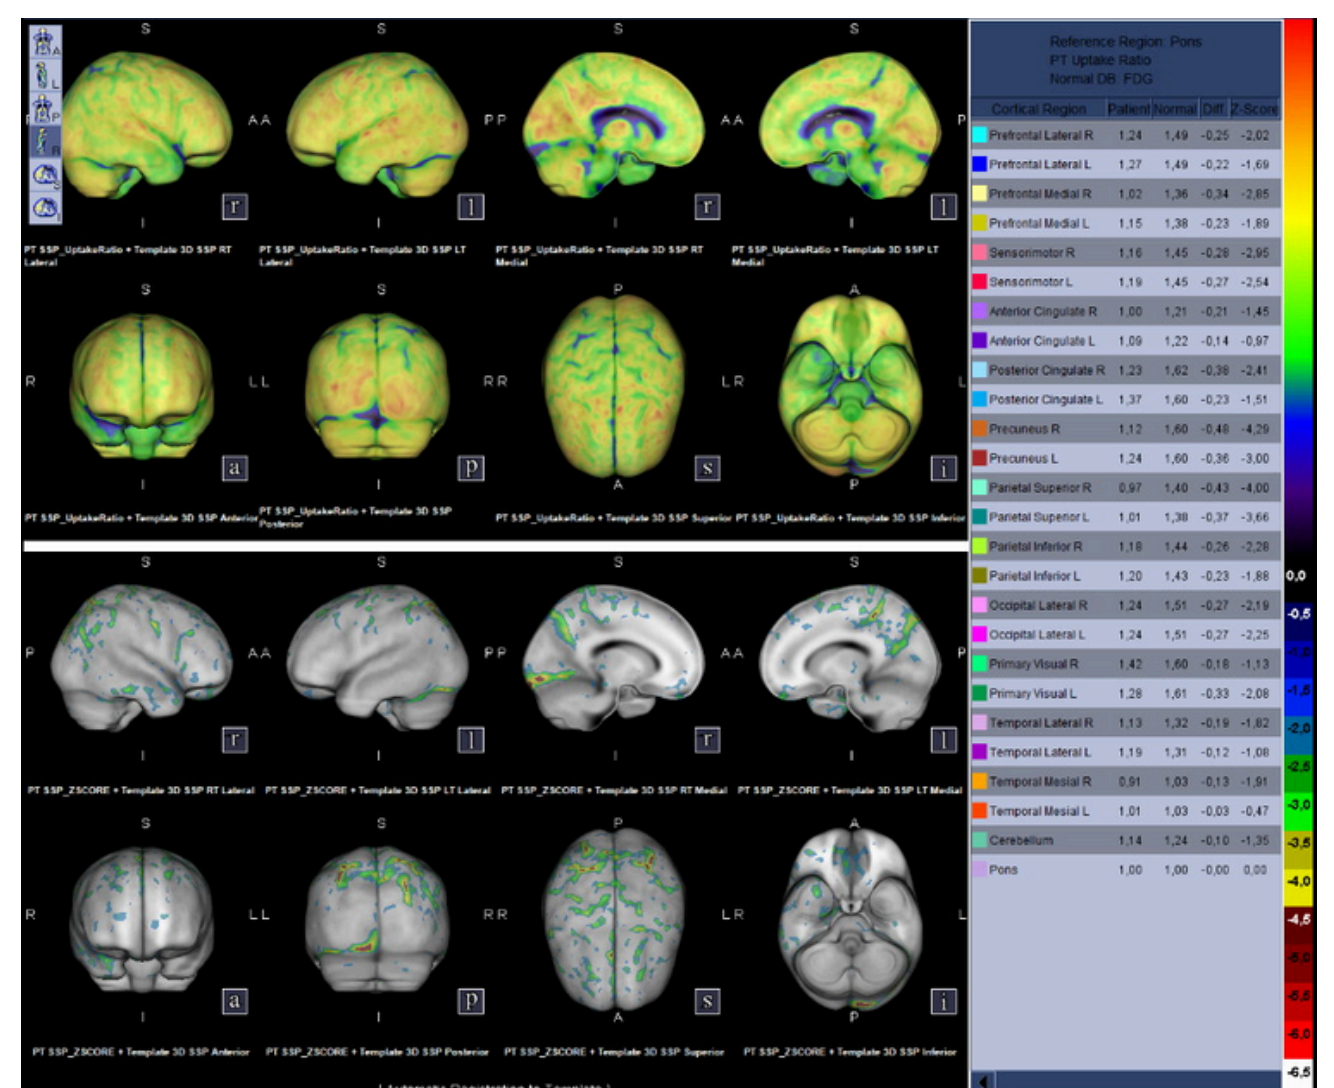 S S S S
A
L
P
R
S
I
A A P P A A P
r l r l
I I I I
PT SSP_UptakeRatio + Template 3D SSP RT Lateral
PT SSP_UptakeRatio + Template 3D SSP LT Lateral
PT SSP_UptakeRatio + Template 3D SSP RT Medial
PT SSP_UptakeRatio + Template 3D SSP LT Medial
S S P A
R L L R R L R L
a p s i
I I A P
PT SSP_UptakeRatio + Template 3D SSP Anterior
PT SSP_UptakeRatio + Template 3D SSP Posterior
PT SSP_UptakeRatio + Template 3D SSP Superior
PT SSP_UptakeRatio + Template 3D SSP Inferior
S S S S
P A A P P A A P
r l r l
I I I I
PT SSP_ZSCORE + Template 3D SSP RT Lateral
PT SSP_ZSCORE + Template 3D SSP LT Lateral
PT SSP_ZSCORE + Template 3D SSP RT Medial
PT SSP_ZSCORE + Template 3D SSP LT Medial
S S P A
R L L R R L R L
a p s i
I I A P
PT SSP_ZSCORE + Template 3D SSP Anterior
PT SSP_ZSCORE + Template 3D SSP Posterior
PT SSP_ZSCORE + Template 3D SSP Superior
PT SSP_ZSCORE + Template 3D SSP Inferior
( Automatic Registration to Template )
Reference Region: Pons
PT Uptake Ratio
Normal DB: FDG
Cortical Region Patient Normal Diff. Z-Score
Prefrontal Lateral R 1,24 1,49 -0,25 -2,02
Prefrontal Lateral L 1,27 1,49 -0,22 -1,69
Prefrontal Medial R 1,02 1,36 -0,34 -2,85
Prefrontal Medial L 1,15 1,38 -0,23 -1,89
Sensorimotor R 1,16 1,45 -0,28 -2,95
Sensorimotor L 1,19 1,45 -0,27 -2,54
Anterior Cingulate R 1,00 1,21 -0,21 -1,45
Anterior Cingulate L 1,09 1,22 -0,14 -0,97
Posterior Cingulate R 1,23 1,62 -0,38 -2,41
Posterior Cingulate L 1,37 1,60 -0,23 -1,51
Precuneus R 1,12 1,60 -0,48 -4,29
Precuneus L 1,24 1,60 -0,36 -3,00
Parietal Superior R 0,97 1,40 -0,43 -4,00
Parietal Superior L 1,01 1,38 -0,37 -3,66
Parietal Inferior R 1,18 1,44 -0,26 -2,28
Parietal Inferior L 1,20 1,43 -0,23 -1,88
Occipital Lateral R 1,24 1,51 -0,27 -2,19
Occipital Lateral L 1,24 1,51 -0,27 -2,25
Primary Visual R 1,42 1,60 -0,18 -1,13
Primary Visual L 1,28 1,61 -0,33 -2,08
Temporal Lateral R 1,13 1,32 -0,19 -1,82
Temporal Lateral L 1,19 1,31 -0,12 -1,08
Temporal Mesial R 0,91 1,03 -0,13 -1,91
Temporal Mesial L 1,01 1,03 -0,03 -0,47
Cerebellum 1,14 1,24 -0,10 -1,35
Pons 1,00 1,00 -0,00 0,00
0,0
-0,5
-1,0
-1,5
-2,0
-2,5
-3,0
-3,5
-4,0
-4,5
-5,0
-5,5
-6,0
-6,5